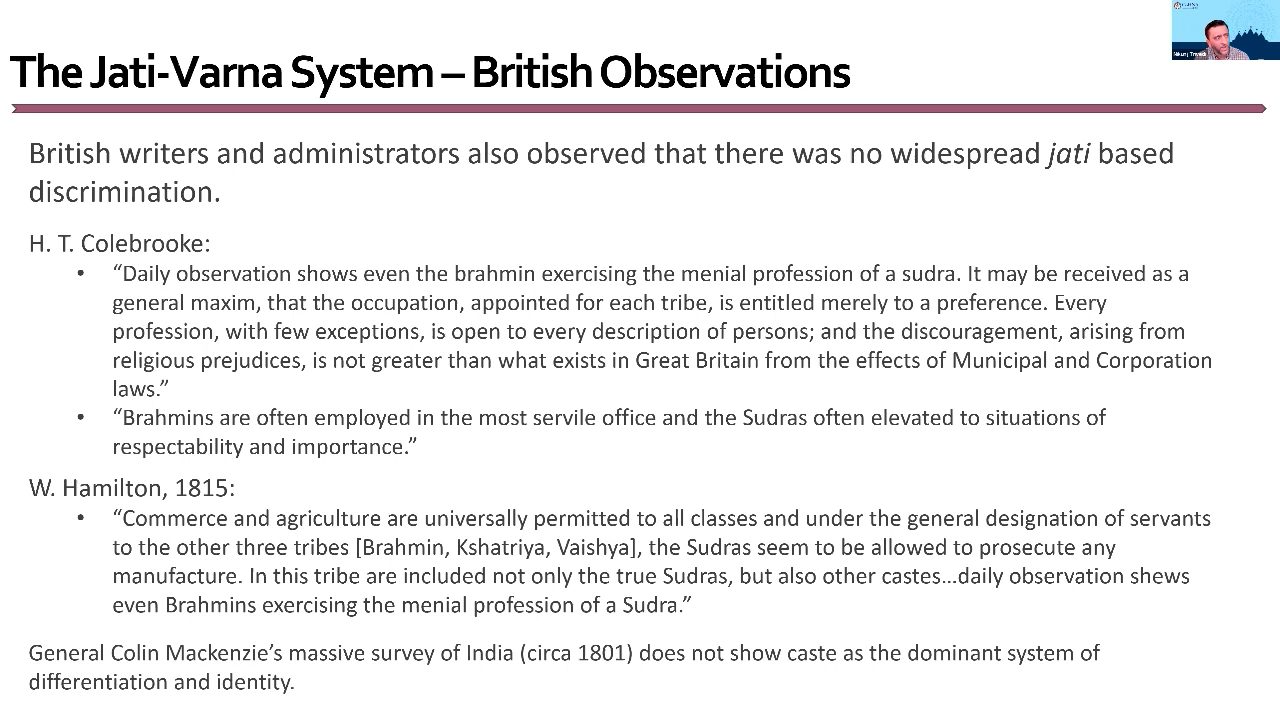 The Jati-Varna System – British Observations
British writers and administrators also observed that there was no widespread jati based
discrimination.
H. T. Colebrooke:
• “Daily observation shows even the brahmin exercising the menial profession of a sudra. It may be received as a
general maxim, that the occupation, appointed for each tribe, is entitled merely to a preference. Every
profession, with few exceptions, is open to every description of persons; and the discouragement, arising from
religious prejudices, is not greater than what exists in Great Britain from the effects of Municipal and Corporation
laws.”
• “Brahmins are often employed in the most servile office and the Sudras often elevated to situations of
respectability and importance.”
W. Hamilton, 1815:
• “Commerce and agriculture are universally permitted to all classes and under the general designation of servants
to the other three tribes [Brahmin, Kshatriya, Vaishya], the Sudras seem to be allowed to prosecute any
manufacture. In this tribe are included not only the true Sudras, but also other castes…daily observation shews
even Brahmins exercising the menial profession of a Sudra.”
General Colin Mackenzie’s massive survey of India (circa 1801) does not show caste as the dominant system of
differentiation and identity.